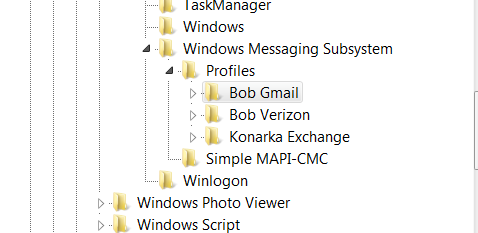 TaskManager
Windows
Windows Messaging Subsystem
Profiles
Bob Gmail
Bob Verizon
Konarka Exchange
Simple MAPI-CMC
Winlogon
Windows Photo Viewer
Windows Script